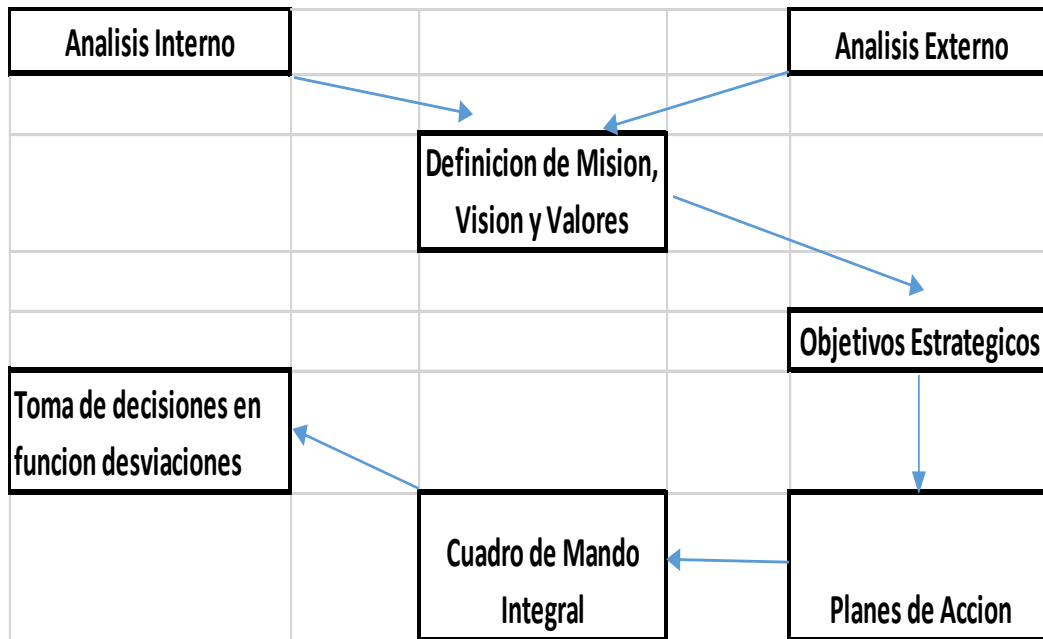 Analisis Interno
Analisis Externo
Definicion de Mision,
Vision y Valores
Objetivos Estrategicos
Toma de decisiones en
funcion desviaciones
Cuadro de Mando
Integral
Planes de Accion